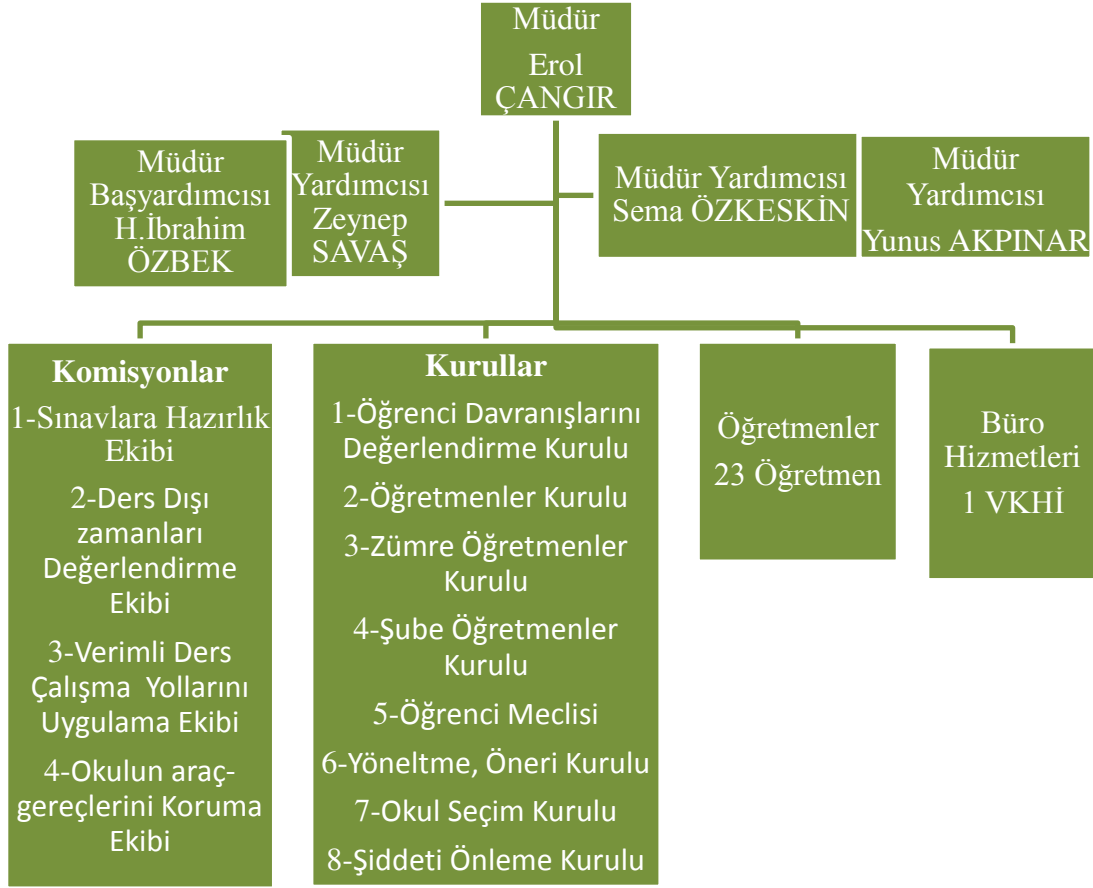 Müdür
Erol
ÇANGIR
Müdür
Başyardımcısı
H.İbrahim
ÖZBEK
Müdür
Yardımcısı
Zeynep
SAVAŞ
Müdür Yardımcısı
Sema ÖZKESKİN
Müdür
Yardımcısı
Yunus AKPINAR
Komisyonlar
1-Sınavlara Hazırlık
Ekibi
2-Ders Dışı
zamanları
Değerlendirme
Ekibi
3-Verimli Ders
Çalışma Yollarını
Uygulama Ekibi
4-Okulun araç-
gereçlerini Koruma
Ekibi
Kurullar
1-Öğrenci Davranışlarını
Değerlendirme Kurulu
2-Öğretmenler Kurulu
3-Zümre Öğretmenler
Kurulu
4-Şube Öğretmenler
Kurulu
5-Öğrenci Meclisi
6-Yöneltme, Öneri Kurulu
7-Okul Seçim Kurulu
8-Şiddeti Önleme Kurulu
Öğretmenler
23 Öğretmen
Büro
Hizmetleri
1 VKHİ